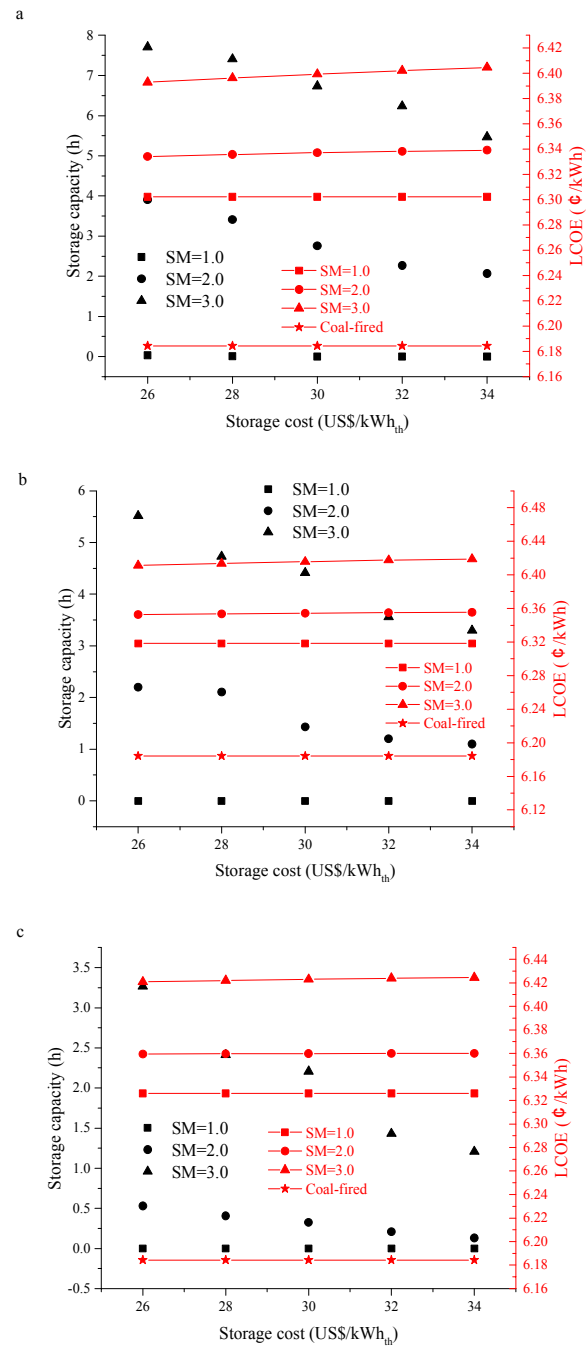 a
8
7
6
5
4
3
2
1
0
Storage capacity (h)
SM=1.0
SM=2.0
SM=3.0
SM=1.0
SM=2.0
SM=3.0
Coal-fired
6.42
6.40
6.38
6.36
6.34
6.32
6.30
6.28
6.26
6.24
6.22
6.20
6.18
6.16
LCOE ( ¢ /kWh)
26 28 30 32 34
Storage cost (US$/kWh_th)
b
6
5
4
3
2
1
0
Storage capacity (h)
SM=1.0
SM=2.0
SM=3.0
SM=1.0
SM=2.0
SM=3.0
Coal-fired
6.48
6.44
6.40
6.36
6.32
6.28
6.24
6.20
6.16
6.12
LCOE ( ¢ /kWh)
26 28 30 32 34
Storage cost (US$/kWh_th)
c
3.5
3.0
2.5
2.0
1.5
1.0
0.5
0.0
-0.5
Storage capacity (h)
SM=1.0
SM=2.0
SM=3.0
SM=1.0
SM=2.0
SM=3.0
Coal-fired
6.44
6.42
6.40
6.38
6.36
6.34
6.32
6.30
6.28
6.26
6.24
6.22
6.20
6.18
6.16
LCOE ( ¢ /kWh)
26 28 30 32 34
Storage cost (US$/kWh_th)